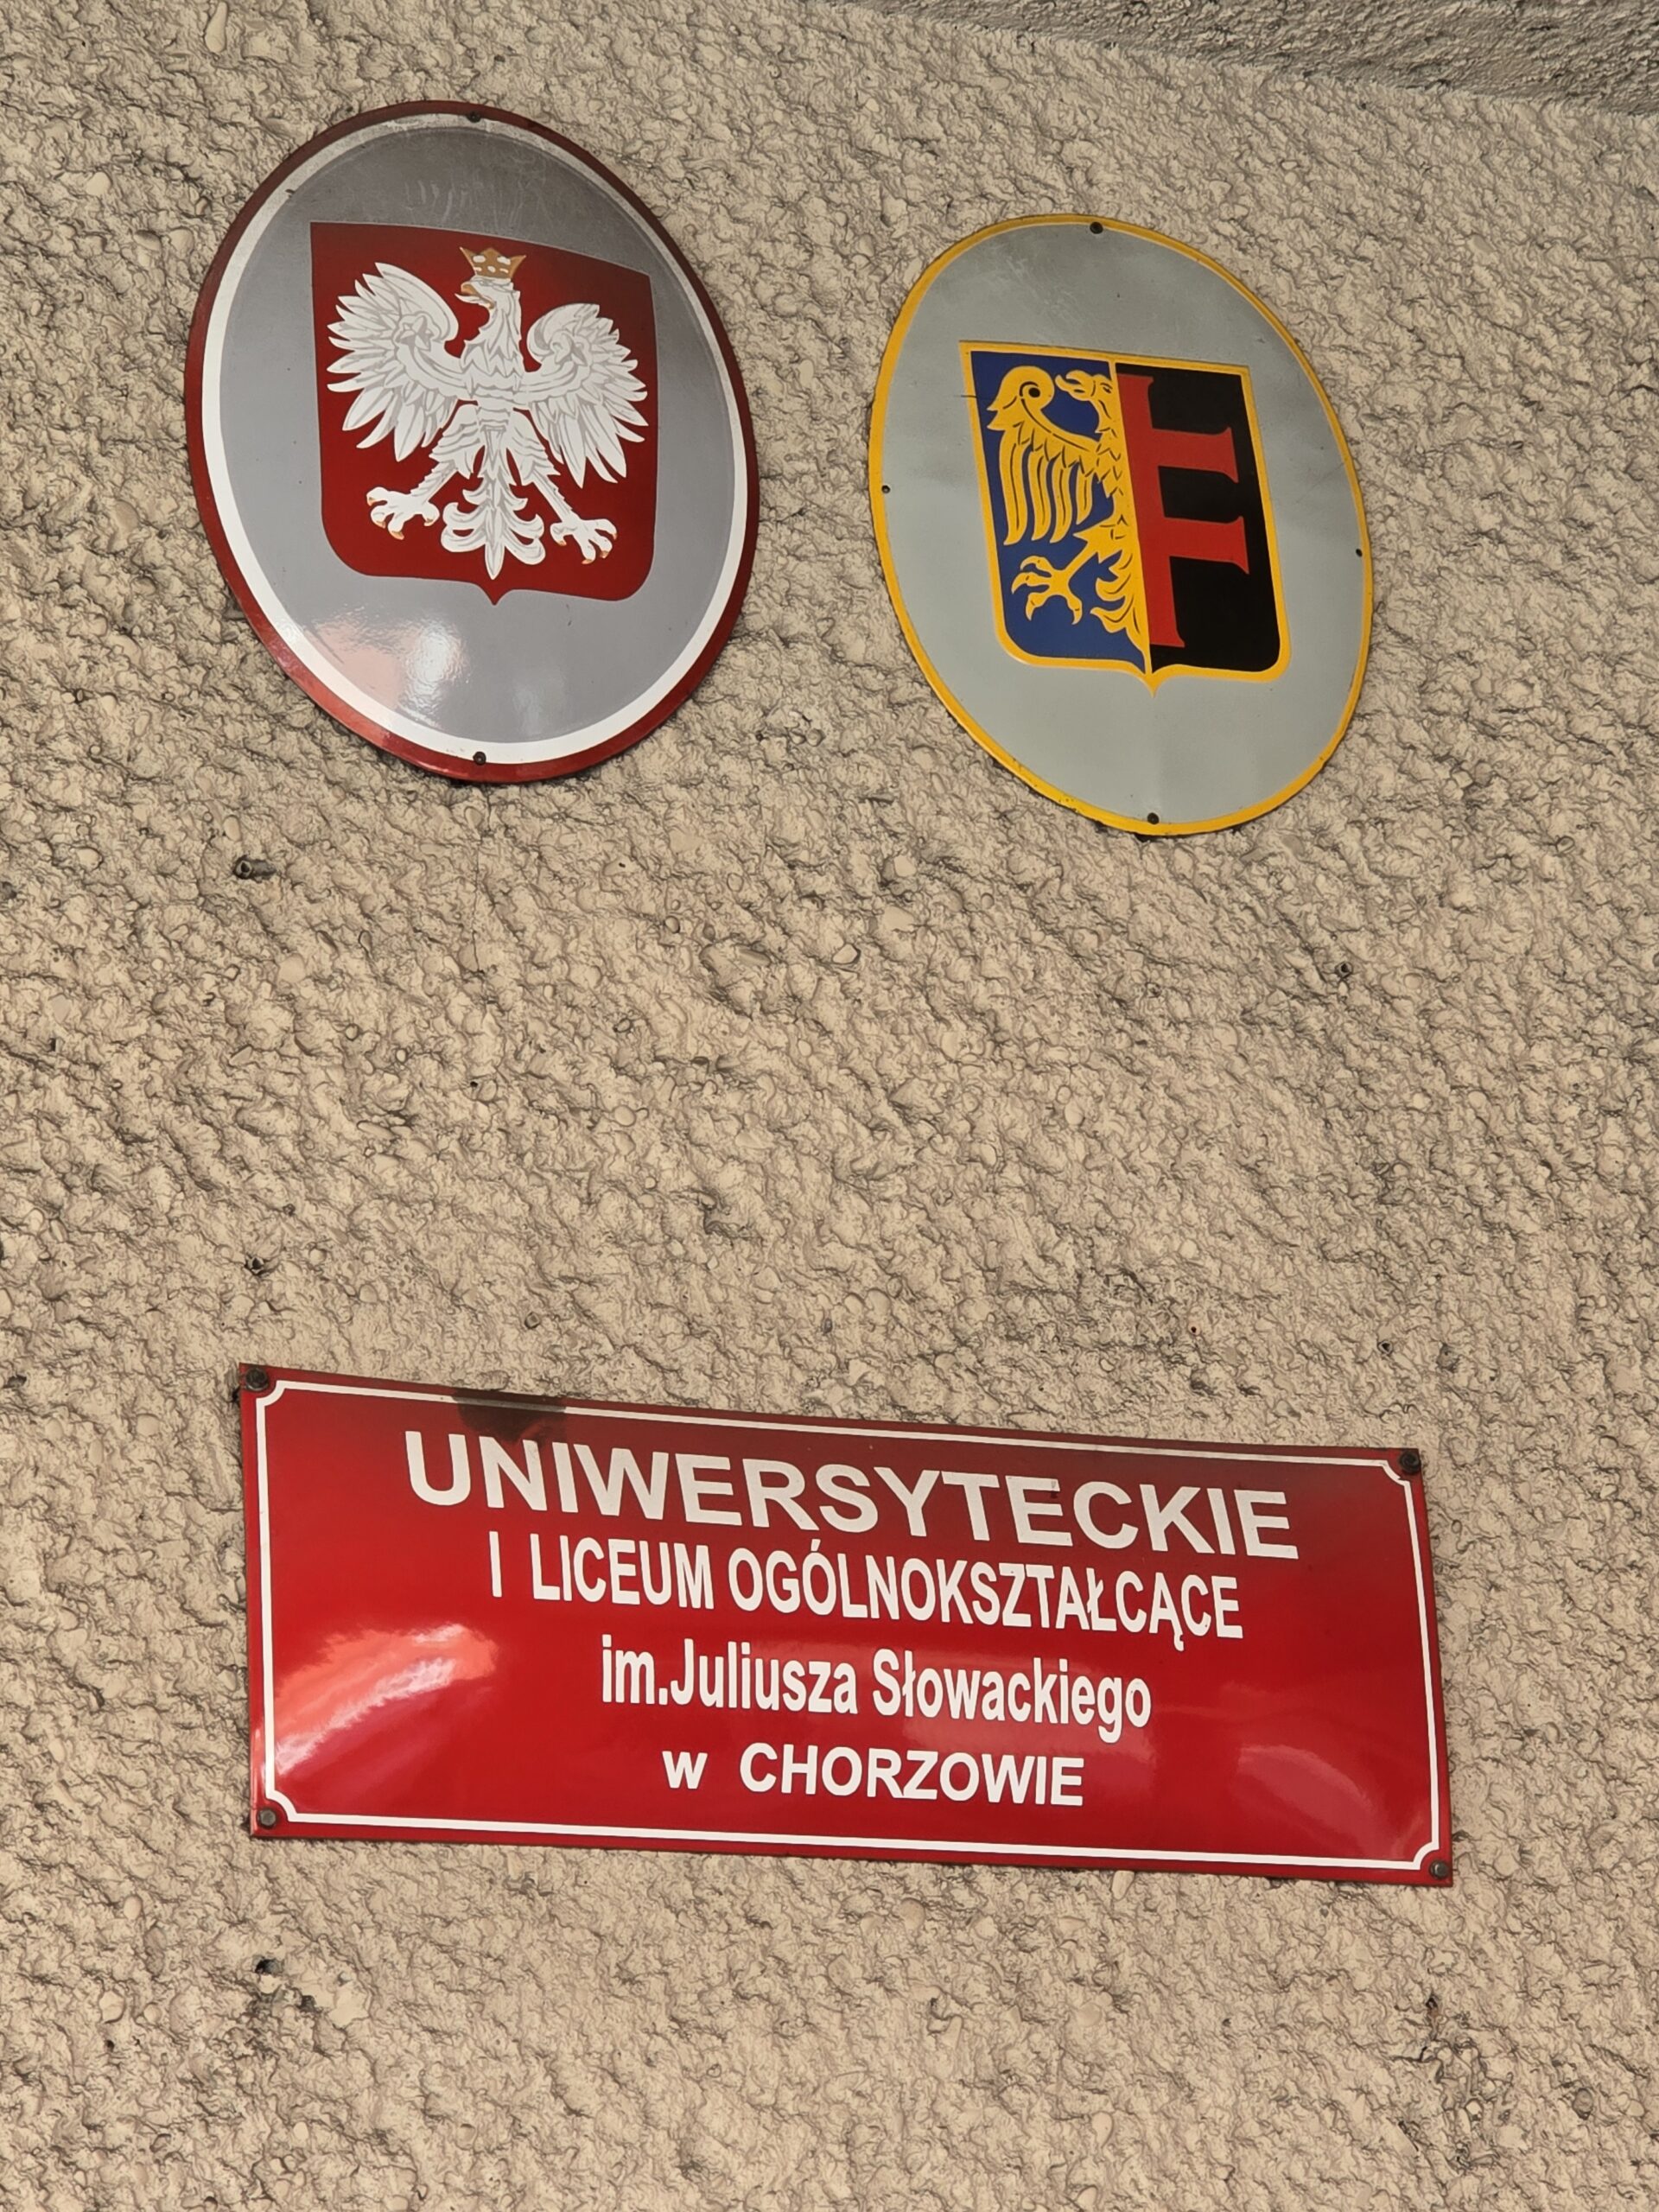 UNIWERSYTECKIE
I LICEUM OGÓLNOKSZTAŁCĄCE
im.Juliusza Słowackiego
w CHORZOWIE